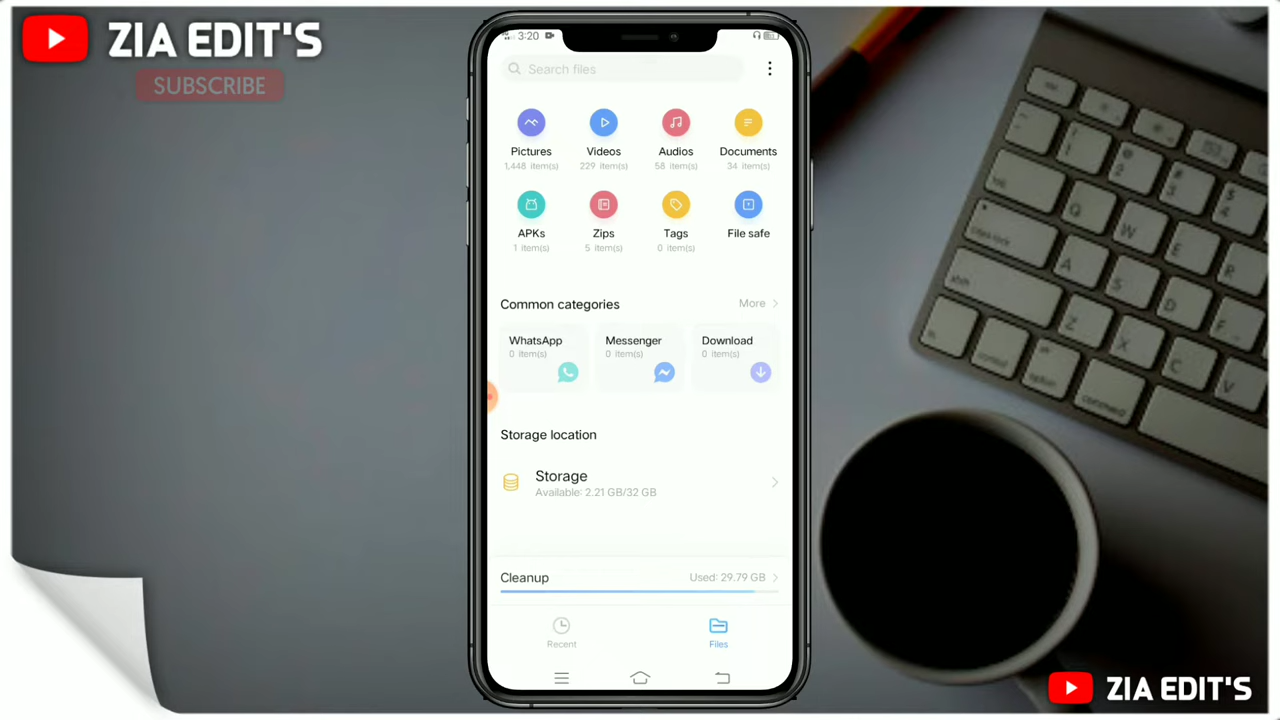 ZIA EDIT'S
SUBSCRIBE
3:20
Search files
Pictures
1,448 item(s)
Videos
229 item(s)
Audios
58 item(s)
Documents
34 item(s)
APKs
1 item(s)
Zips
5 item(s)
Tags
0 item(s)
File safe
Common categories
More
WhatsApp
0 item(s)
Messenger
0 item(s)
Download
0 item(s)
Storage location
Storage
Available: 2.21 GB/32 GB
Cleanup
Used: 29.79 GB
Recent
Files
ZIA EDIT'S
Q
W
E
R
A
S
D
F
Z
X
C
V
control
option
command